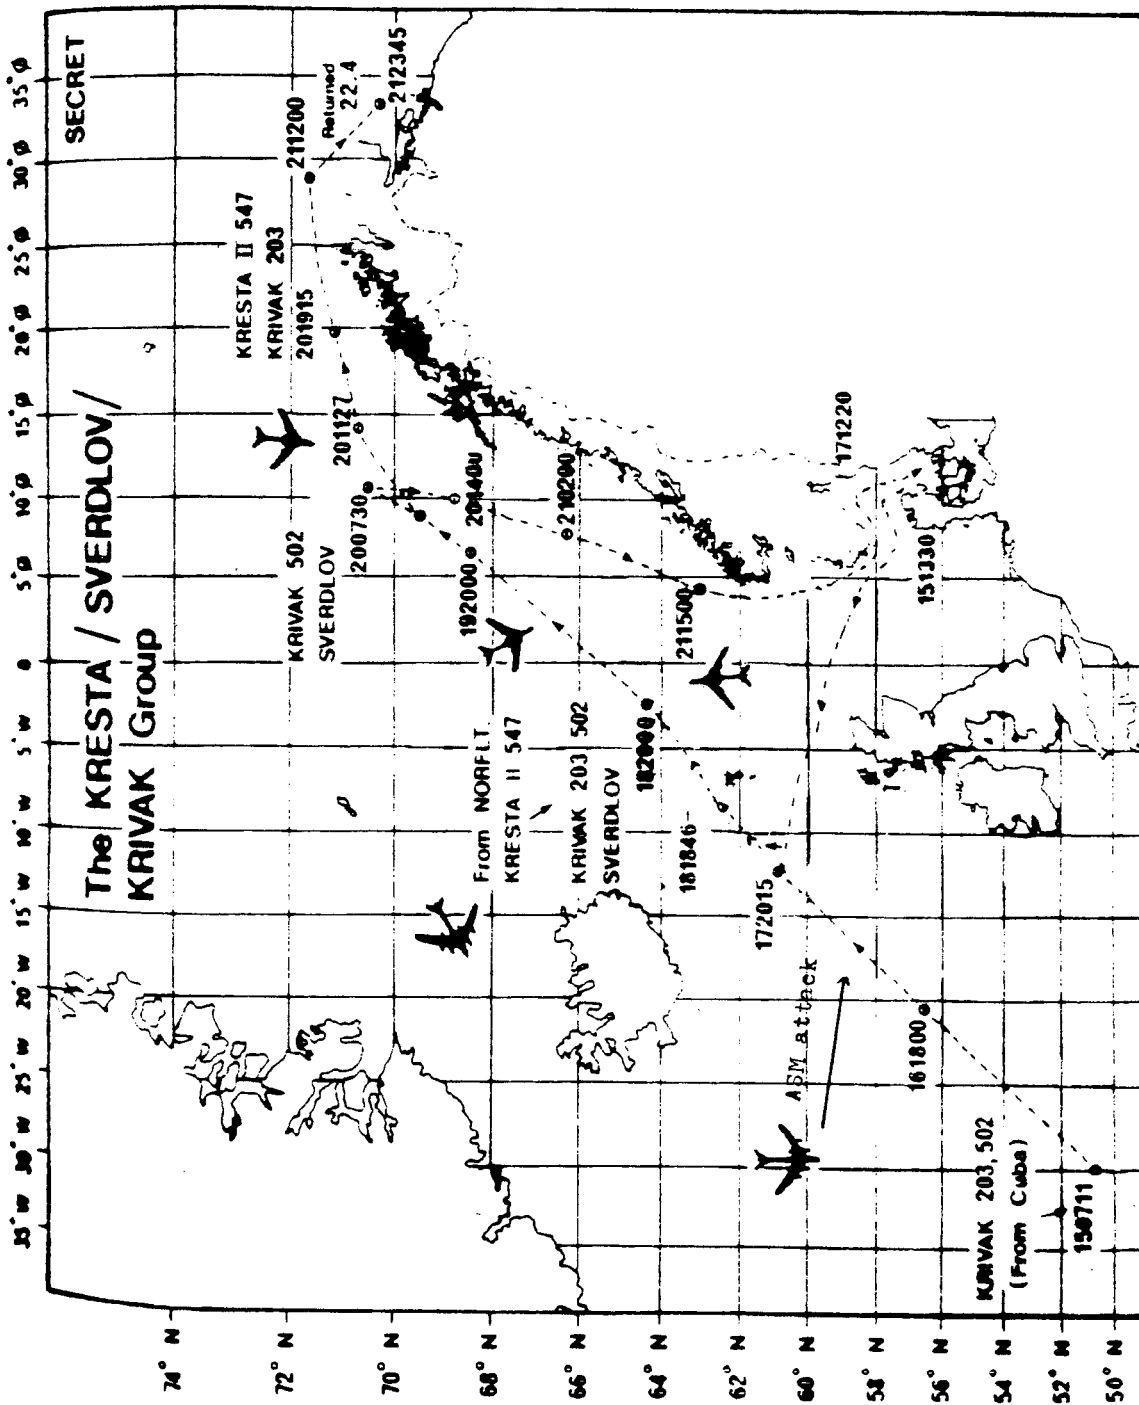 SECRET
The KRESTA / SVERDLOV /
KRIVAK Group
35° W
30° W
25° W
20° W
15° W
10° W
5° W
0
5° Ø
10° Ø
15° Ø
20° Ø
25° Ø
30° Ø
35° Ø
74° N
72° N
70° N
68° N
66° N
64° N
62° N
60° N
58° N
56° N
54° N
52° N
50° N
211200
Returned
22.4
212345
KRESTA II 547
KRIVAK 203
201915
201127
200730
KRIVAK 502
SVERDLOV
192000
201400
210200
211500
171220
151330
From NORFLT
KRESTA II 547
KRIVAK 203 502
SVERDLOV
182000
181846
172015
ASM attack
161800
KRIVAK 203,502
(From Cuba)
150711